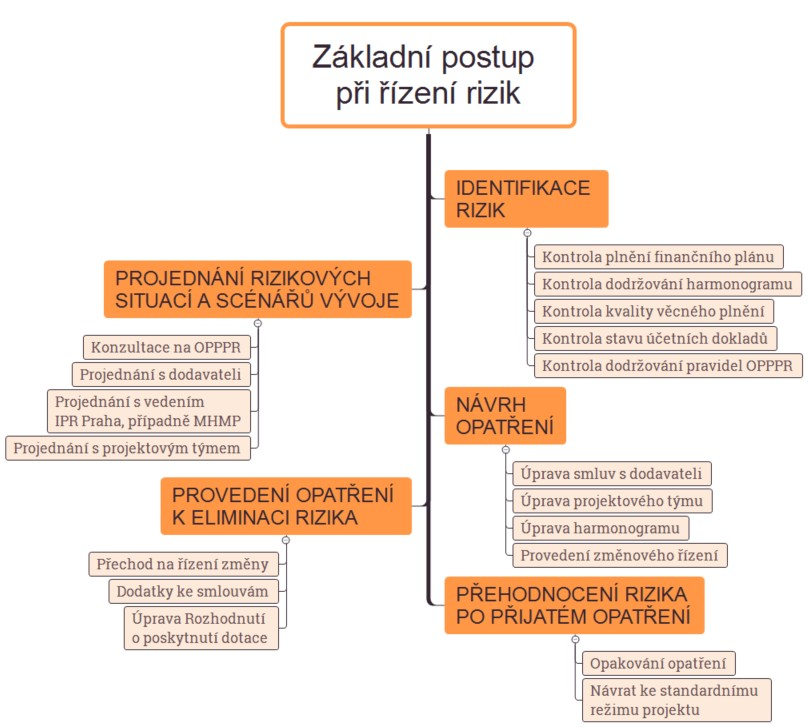 Základní postup
při řízení rizik
IDENTIFIKACE
RIZIK
Kontrola plnění finančního plánu
Kontrola dodržování harmonogramu
Kontrola kvality věcného plnění
Kontrola stavu účetních dokladů
Kontrola dodržování pravidel OPPPR
PROJEDNÁNÍ RIZIKOVÝCH
SITUACÍ A SCÉNÁŘŮ VÝVOJE
Konzultace na OPPPR
Projednání s dodavateli
Projednání s vedením
IPR Praha, případně MHMP
Projednání s projektovým týmem
NÁVRH
OPATŘENÍ
Úprava smluv s dodavateli
Úprava projektového týmu
Úprava harmonogramu
Provedení změnového řízení
PROVEDENÍ OPATŘENÍ
K ELIMINACI RIZIKA
Přechod na řízení změny
Dodatky ke smlouvám
Úprava Rozhodnutí
o poskytnutí dotace
PŘEHODNOCENÍ RIZIKA
PO PŘIJATÉM OPATŘENÍ
Opakování opatření
Návrat ke standardnímu
režimu projektu